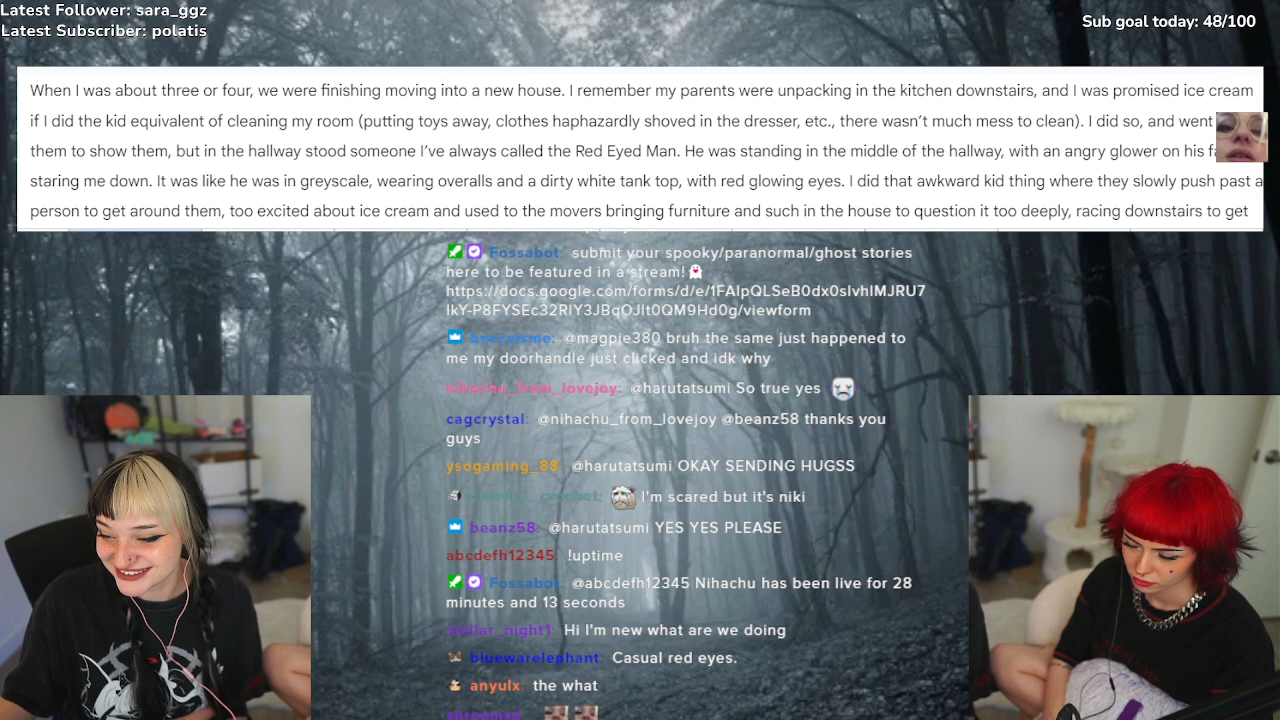 Latest Follower: sara_ggz
Latest Subscriber: polatis
Sub goal today: 48/100
When I was about three or four, we were finishing moving into a new house. I remember my parents were unpacking in the kitchen downstairs, and I was promised ice cream
if I did the kid equivalent of cleaning my room (putting toys away, clothes haphazardly shoved in the dresser, etc., there wasn’t much mess to clean). I did so, and went
them to show them, but in the hallway stood someone I’ve always called the Red Eyed Man. He was standing in the middle of the hallway, with an angry glower on his
staring me down. It was like he was in greyscale, wearing overalls and a dirty white tank top, with red glowing eyes. I did that awkward kid thing where they slowly push past a
person to get around them, too excited about ice cream and used to the movers bringing furniture and such in the house to question it too deeply, racing downstairs to get
Fossabot: submit your spooky/paranormal/ghost stories
here to be featured in a stream!
https://docs.google.com/forms/d/e/
viewform
@magpie380 bruh the same just happened to
me my doorhandle just clicked and idk why
nihachu_from_lovejoy: @harutatsumi So true yes
cagcrystal: @nihachu_from_lovejoy @beanz58 thanks you
guys
ysogaming_88: @harutatsumi OKAY SENDING HUGSS
I'm scared but it's niki
beanz58: @harutatsumi YES YES PLEASE
abcdefh12345: !uptime
Fossabot: @abcdefh12345 Nihachu has been live for 28
minutes and 13 seconds
stellar_night1: Hi I'm new what are we doing
bluewarelephant: Casual red eyes.
anyulx: the what